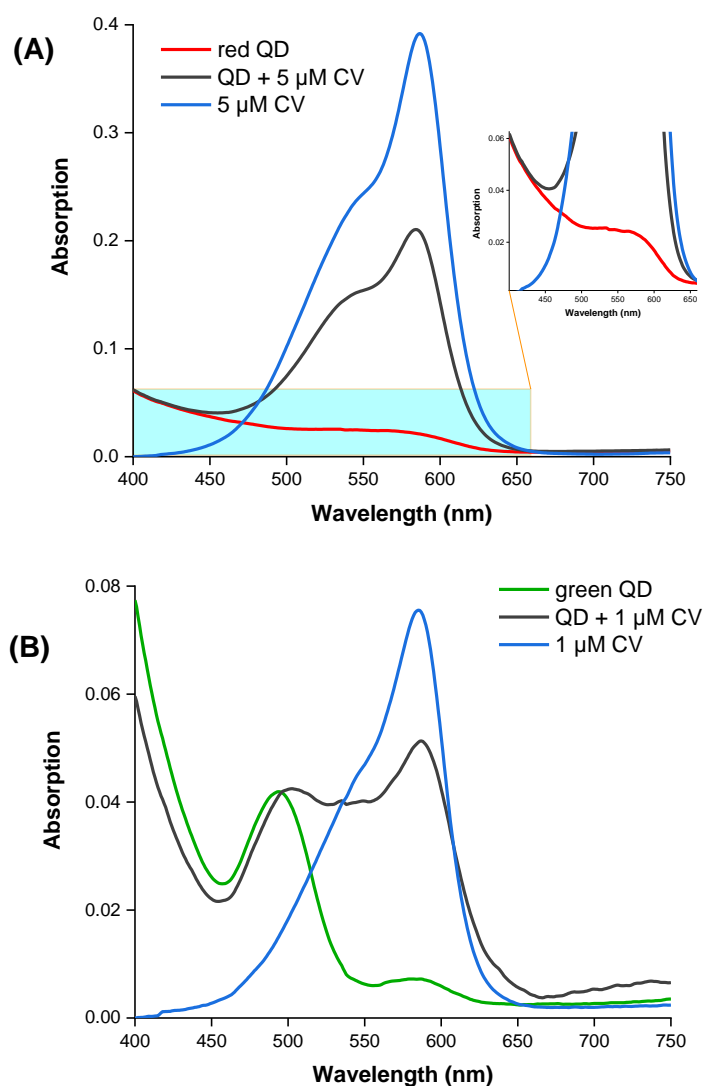 (A)
red QD
QD + 5 µM CV
5 µM CV
Absorption
0.4
0.3
0.2
0.1
0.0
400 450 500 550 600 650 700 750
Wavelength (nm)
Absorption
0.06
0.04
0.02
450 500 550 600 650
Wavelength (nm)
(B)
green QD
QD + 1 µM CV
1 µM CV
Absorption
0.08
0.06
0.04
0.02
0.00
400 450 500 550 600 650 700 750
Wavelength (nm)